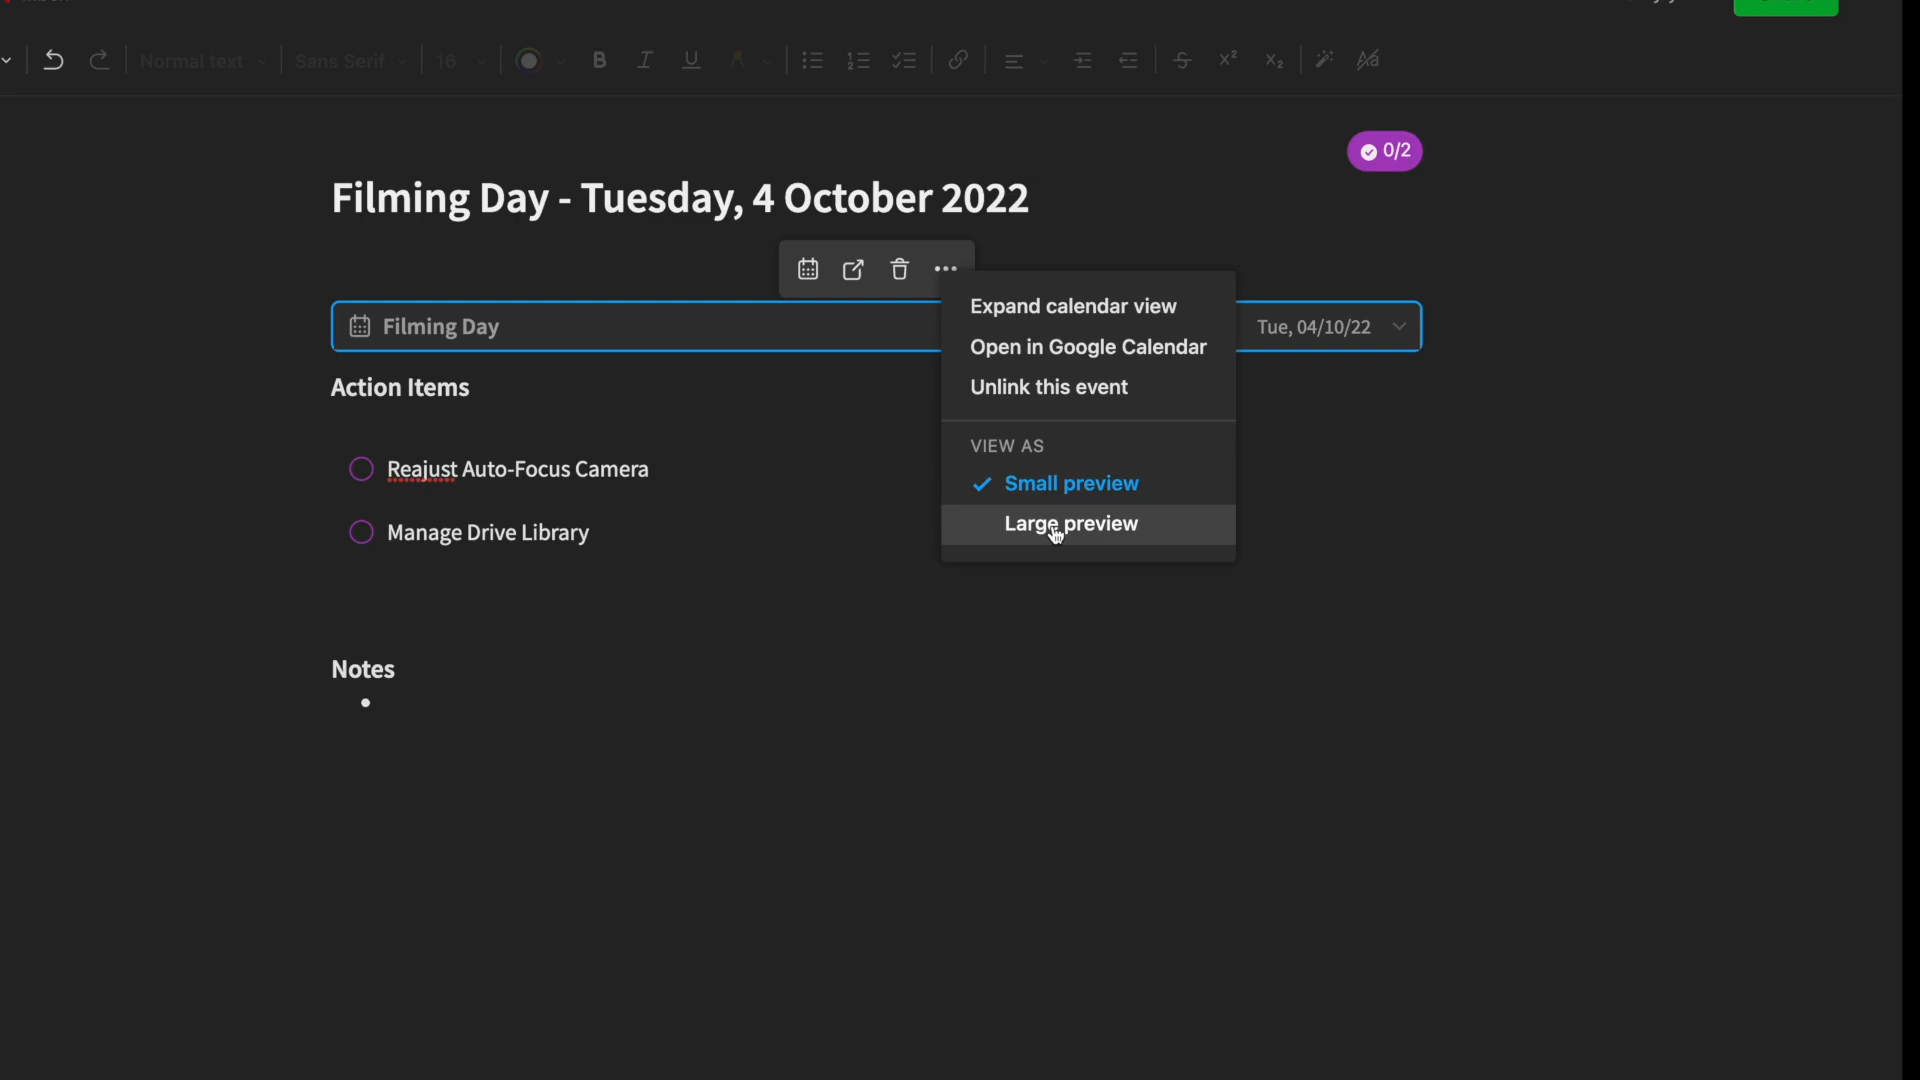 Normal text
Sans Serif
16
0/2
Filming Day - Tuesday, 4 October 2022
Expand calendar view
Filming Day
Tue, 04/10/22
Open in Google Calendar
Unlink this event
Action Items
VIEW AS
Reajust Auto-Focus Camera
Small preview
Large preview
Manage Drive Library
Notes